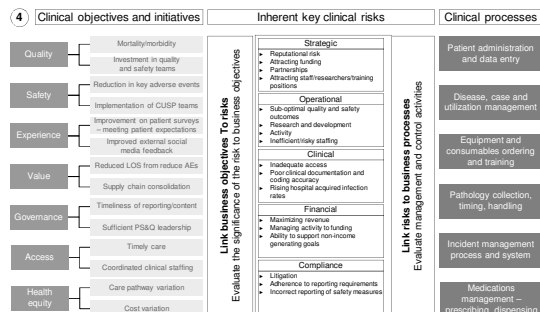 4 Clinical objectives and initiatives
Inherent key clinical risks
Clinical processes
Quality
Mortality/morbidity
Investment in quality
and safety teams
Safety
Reduction in key adverse events
Implementation of CUSP teams
Experience
Improvement on patient surveys
– meeting patient expectations
Improved external social
media feedback
Value
Reduced LOS from reduce AEs
Supply chain consolidation
Governance
Timeliness of reporting/content
Sufficient PS&Q leadership
Access
Timely care
Coordinated clinical staffing
Health
equity
Care pathway variation
Cost variation
Link business objectives To risks
Evaluate the significance of the risk to business objectives
Strategic
► Reputational risk
► Attracting funding
► Partnerships
► Attracting staff/researchers/training
positions
Operational
► Sub-optimal quality and safety
outcomes
► Research and development
► Activity
► Inefficient/risky staffing
Clinical
► Inadequate access
► Poor clinical documentation and
coding accuracy
► Rising hospital acquired infection
rates
Financial
► Maximizing revenue
► Managing activity to funding
► Ability to support non-income
generating goals
Compliance
► Litigation
► Adherence to reporting requirements
► Incorrect reporting of safety measures
Link risks to business processes
Evaluate management and control activities
Patient administration
and data entry
Disease, case and
utilization management
Equipment and
consumables ordering
and training
Pathology collection,
timing, handling
Incident management
process and system
Medications
management –
prescribing, dispensing